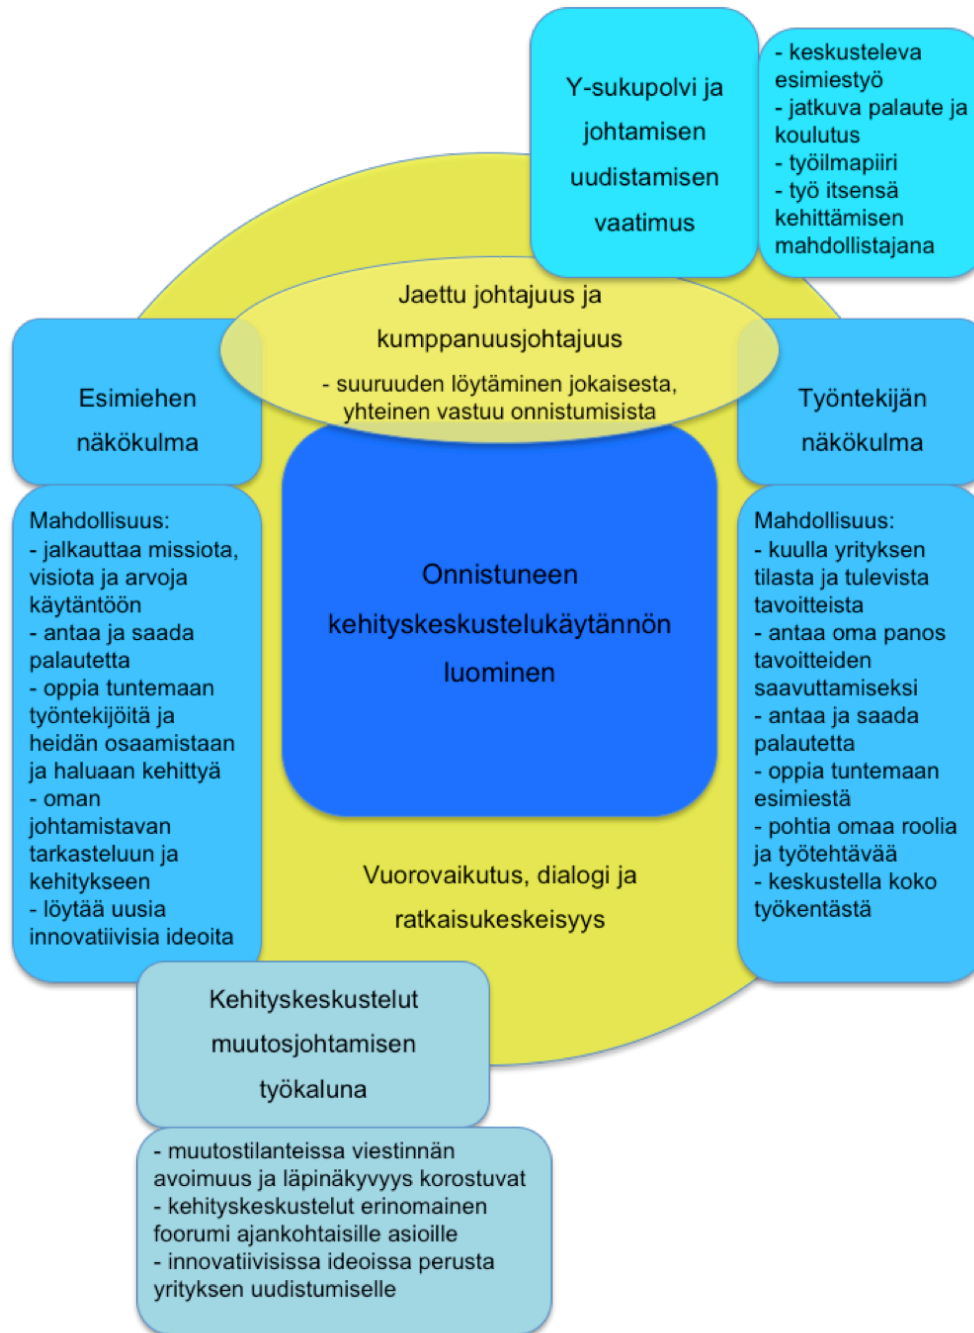 Y-sukupolvi ja
johtamisen
uudistamisen
vaatimus
- keskusteleva
esimiestyö
- jatkuva palaute ja
koulutus
- työilmapiiri
- työ itsensä
kehittämisen
mahdollistajana
Jaettu johtajuus ja
kumppanuusjohtajuus
- suuruuden löytäminen jokaisesta,
yhteinen vastuu onnistumisista
Esimiehen
näkökulma
Mahdollisuus:
- jalkauttaa missiota,
visiota ja arvoja
käytäntöön
- antaa ja saada
palautetta
- oppia tuntemaan
työntekijöitä ja
heidän osaamistaan
ja haluaan kehittyä
- oman
johtamistavan
tarkasteluun ja
kehitykseen
- löytää uusia
innovatiivisia ideoita
Onnistuneen
kehityskeskustelukäytännön
luominen
Työntekijän
näkökulma
Mahdollisuus:
- kuulla yrityksen
tilasta ja tulevista
tavoitteista
- antaa oma panos
tavoitteiden
saavuttamiseksi
- antaa ja saada
palautetta
- oppia tuntemaan
esimiestä
- pohtia omaa roolia
ja työtehtävää
- keskustella koko
työkentästä
Vuorovaikutus, dialogi ja
ratkaisukeskeisyys
Kehityskeskustelut
muutosjohtamisen
työkaluna
- muutostilanteissa viestinnän
avoimuus ja läpinäkyvyys korostuvat
- kehityskeskustelut erinomainen
foorumi ajankohtaisille asioille
- innovatiivisissa ideoissa perusta
yrityksen uudistumiselle